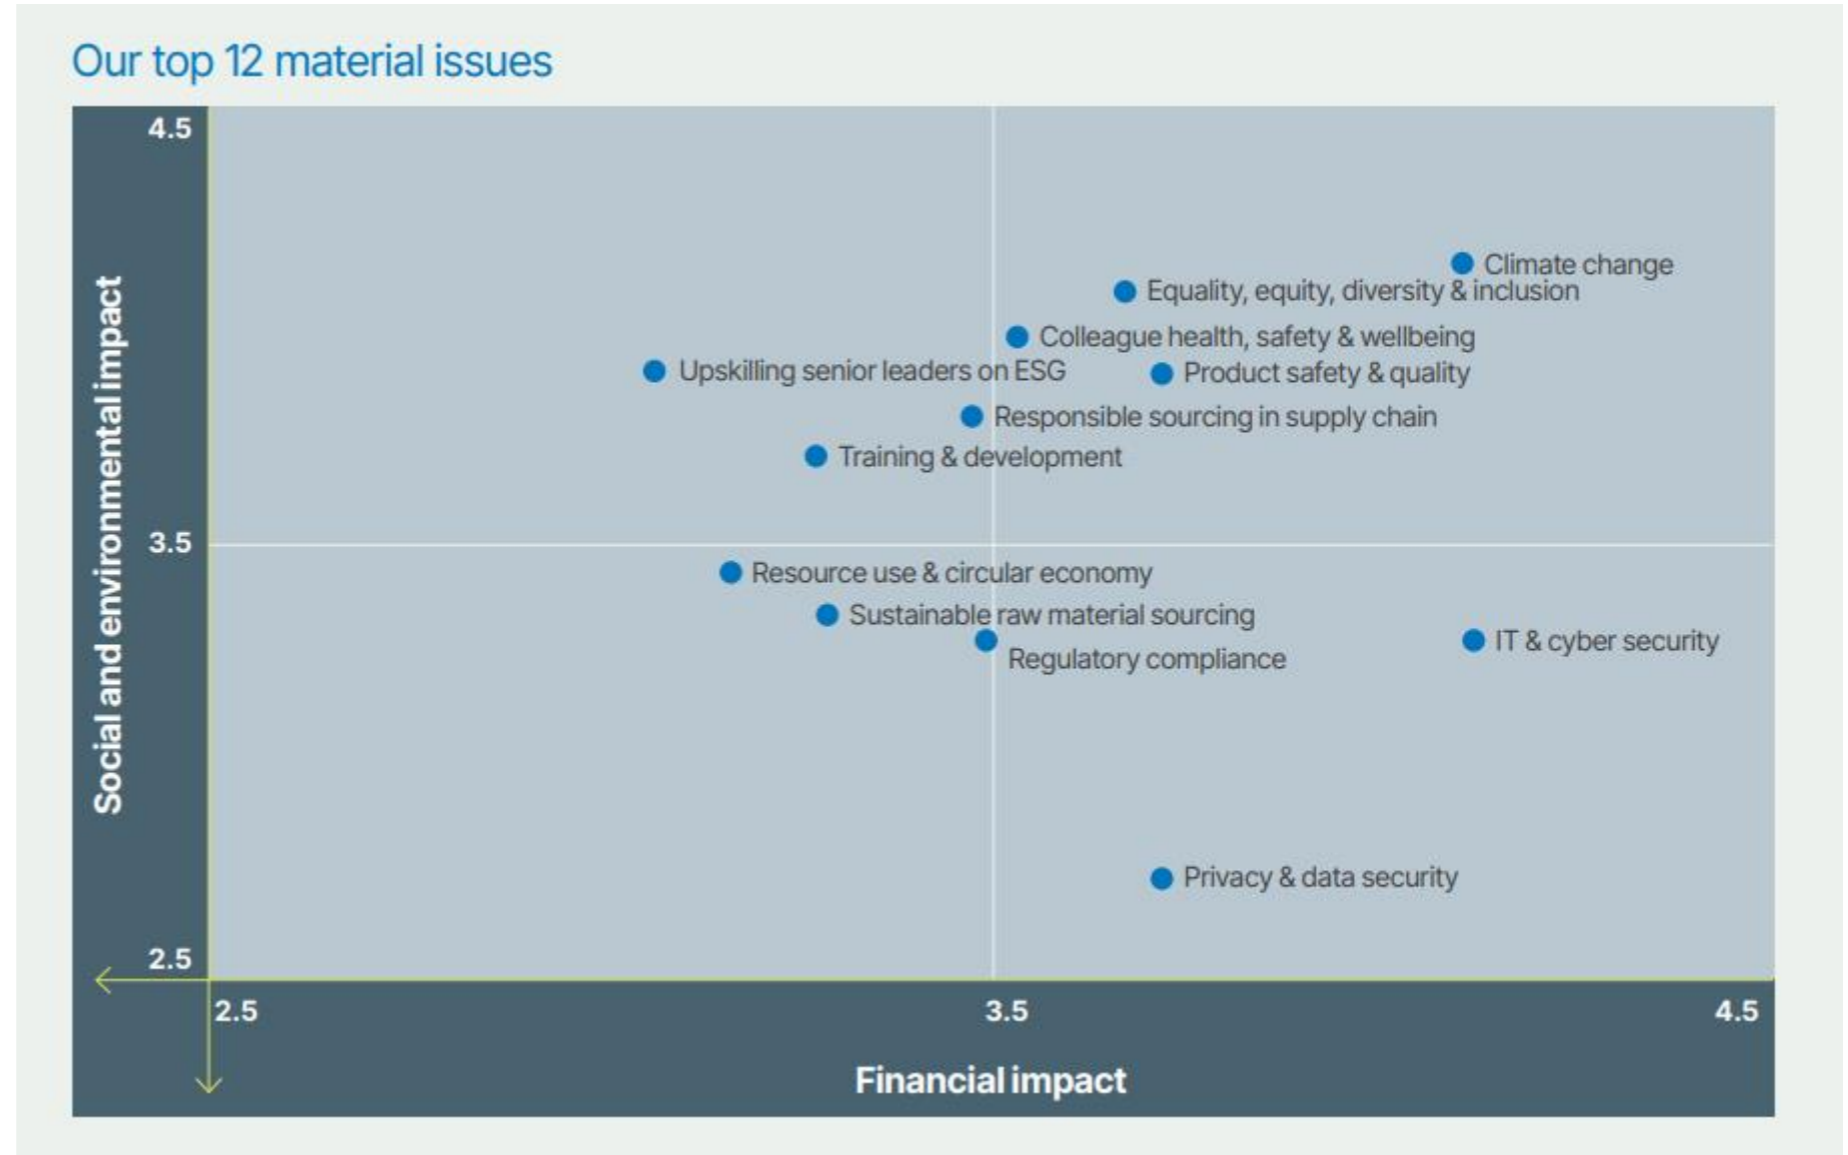 Our top 12 material issues
4.5
Climate change
Equality, equity, diversity & inclusion
Colleague health, safety & wellbeing
Upskilling senior leaders on ESG
Product safety & quality
Responsible sourcing in supply chain
Training & development
Social and environmental impact
3.5
Resource use & circular economy
Sustainable raw material sourcing
IT & cyber security
Regulatory compliance
Privacy & data security
2.5
2.5
3.5
4.5
Financial impact